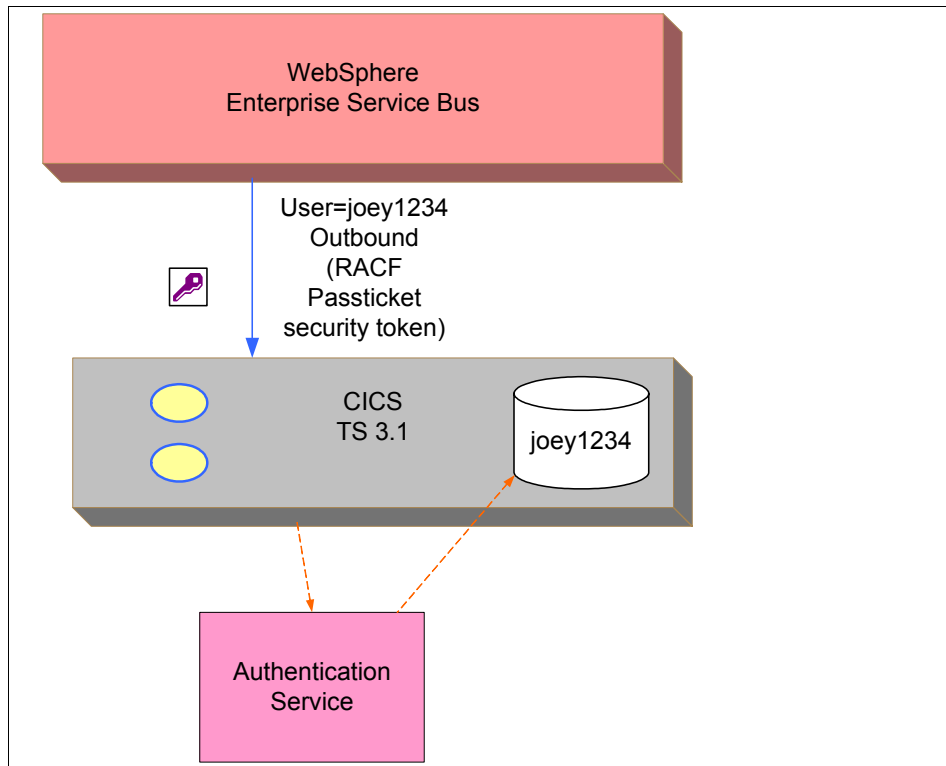 WebSphere
Enterprise Service Bus
User=joey1234
Outbound
(RACF
Passticket
security token)
CICS
TS 3.1
joey1234
Authentication
Service